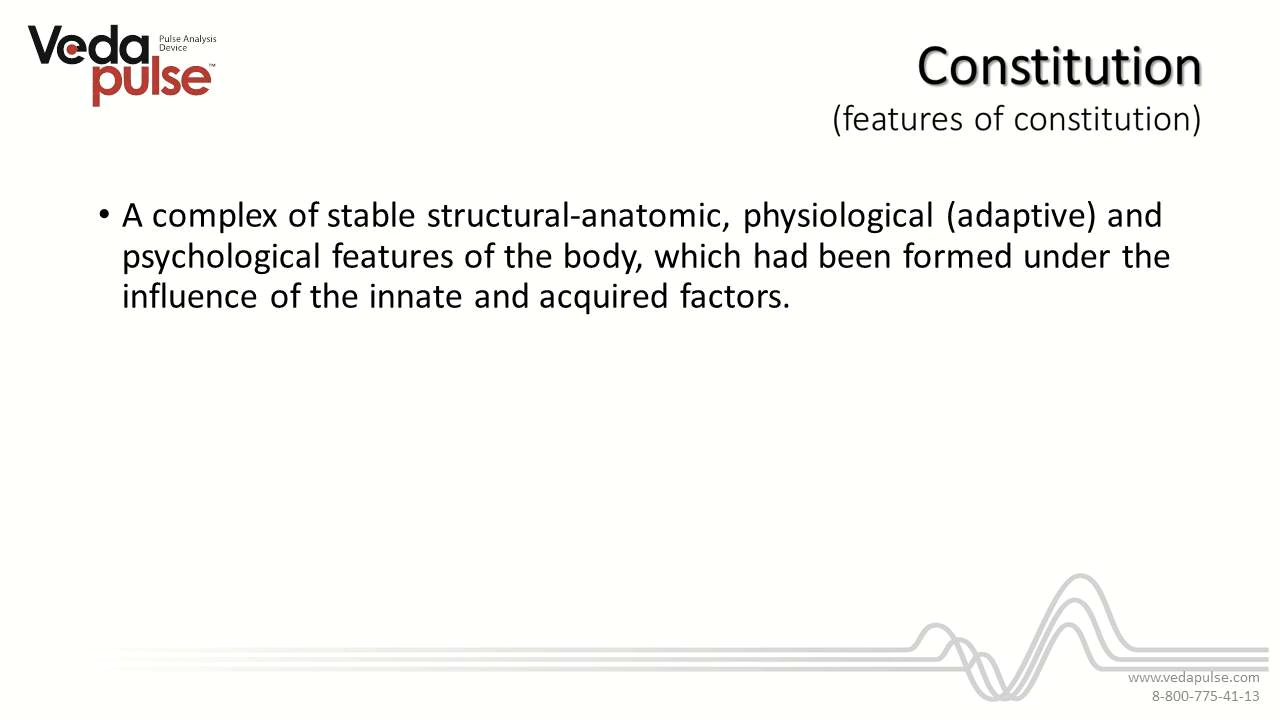 Veda
Pulse Analysis
Device
pulse™
Constitution
(features of constitution)
• A complex of stable structural-anatomic, physiological (adaptive) and
psychological features of the body, which had been formed under the
influence of the innate and acquired factors.
www.vedapulse.com
8-800-775-41-13